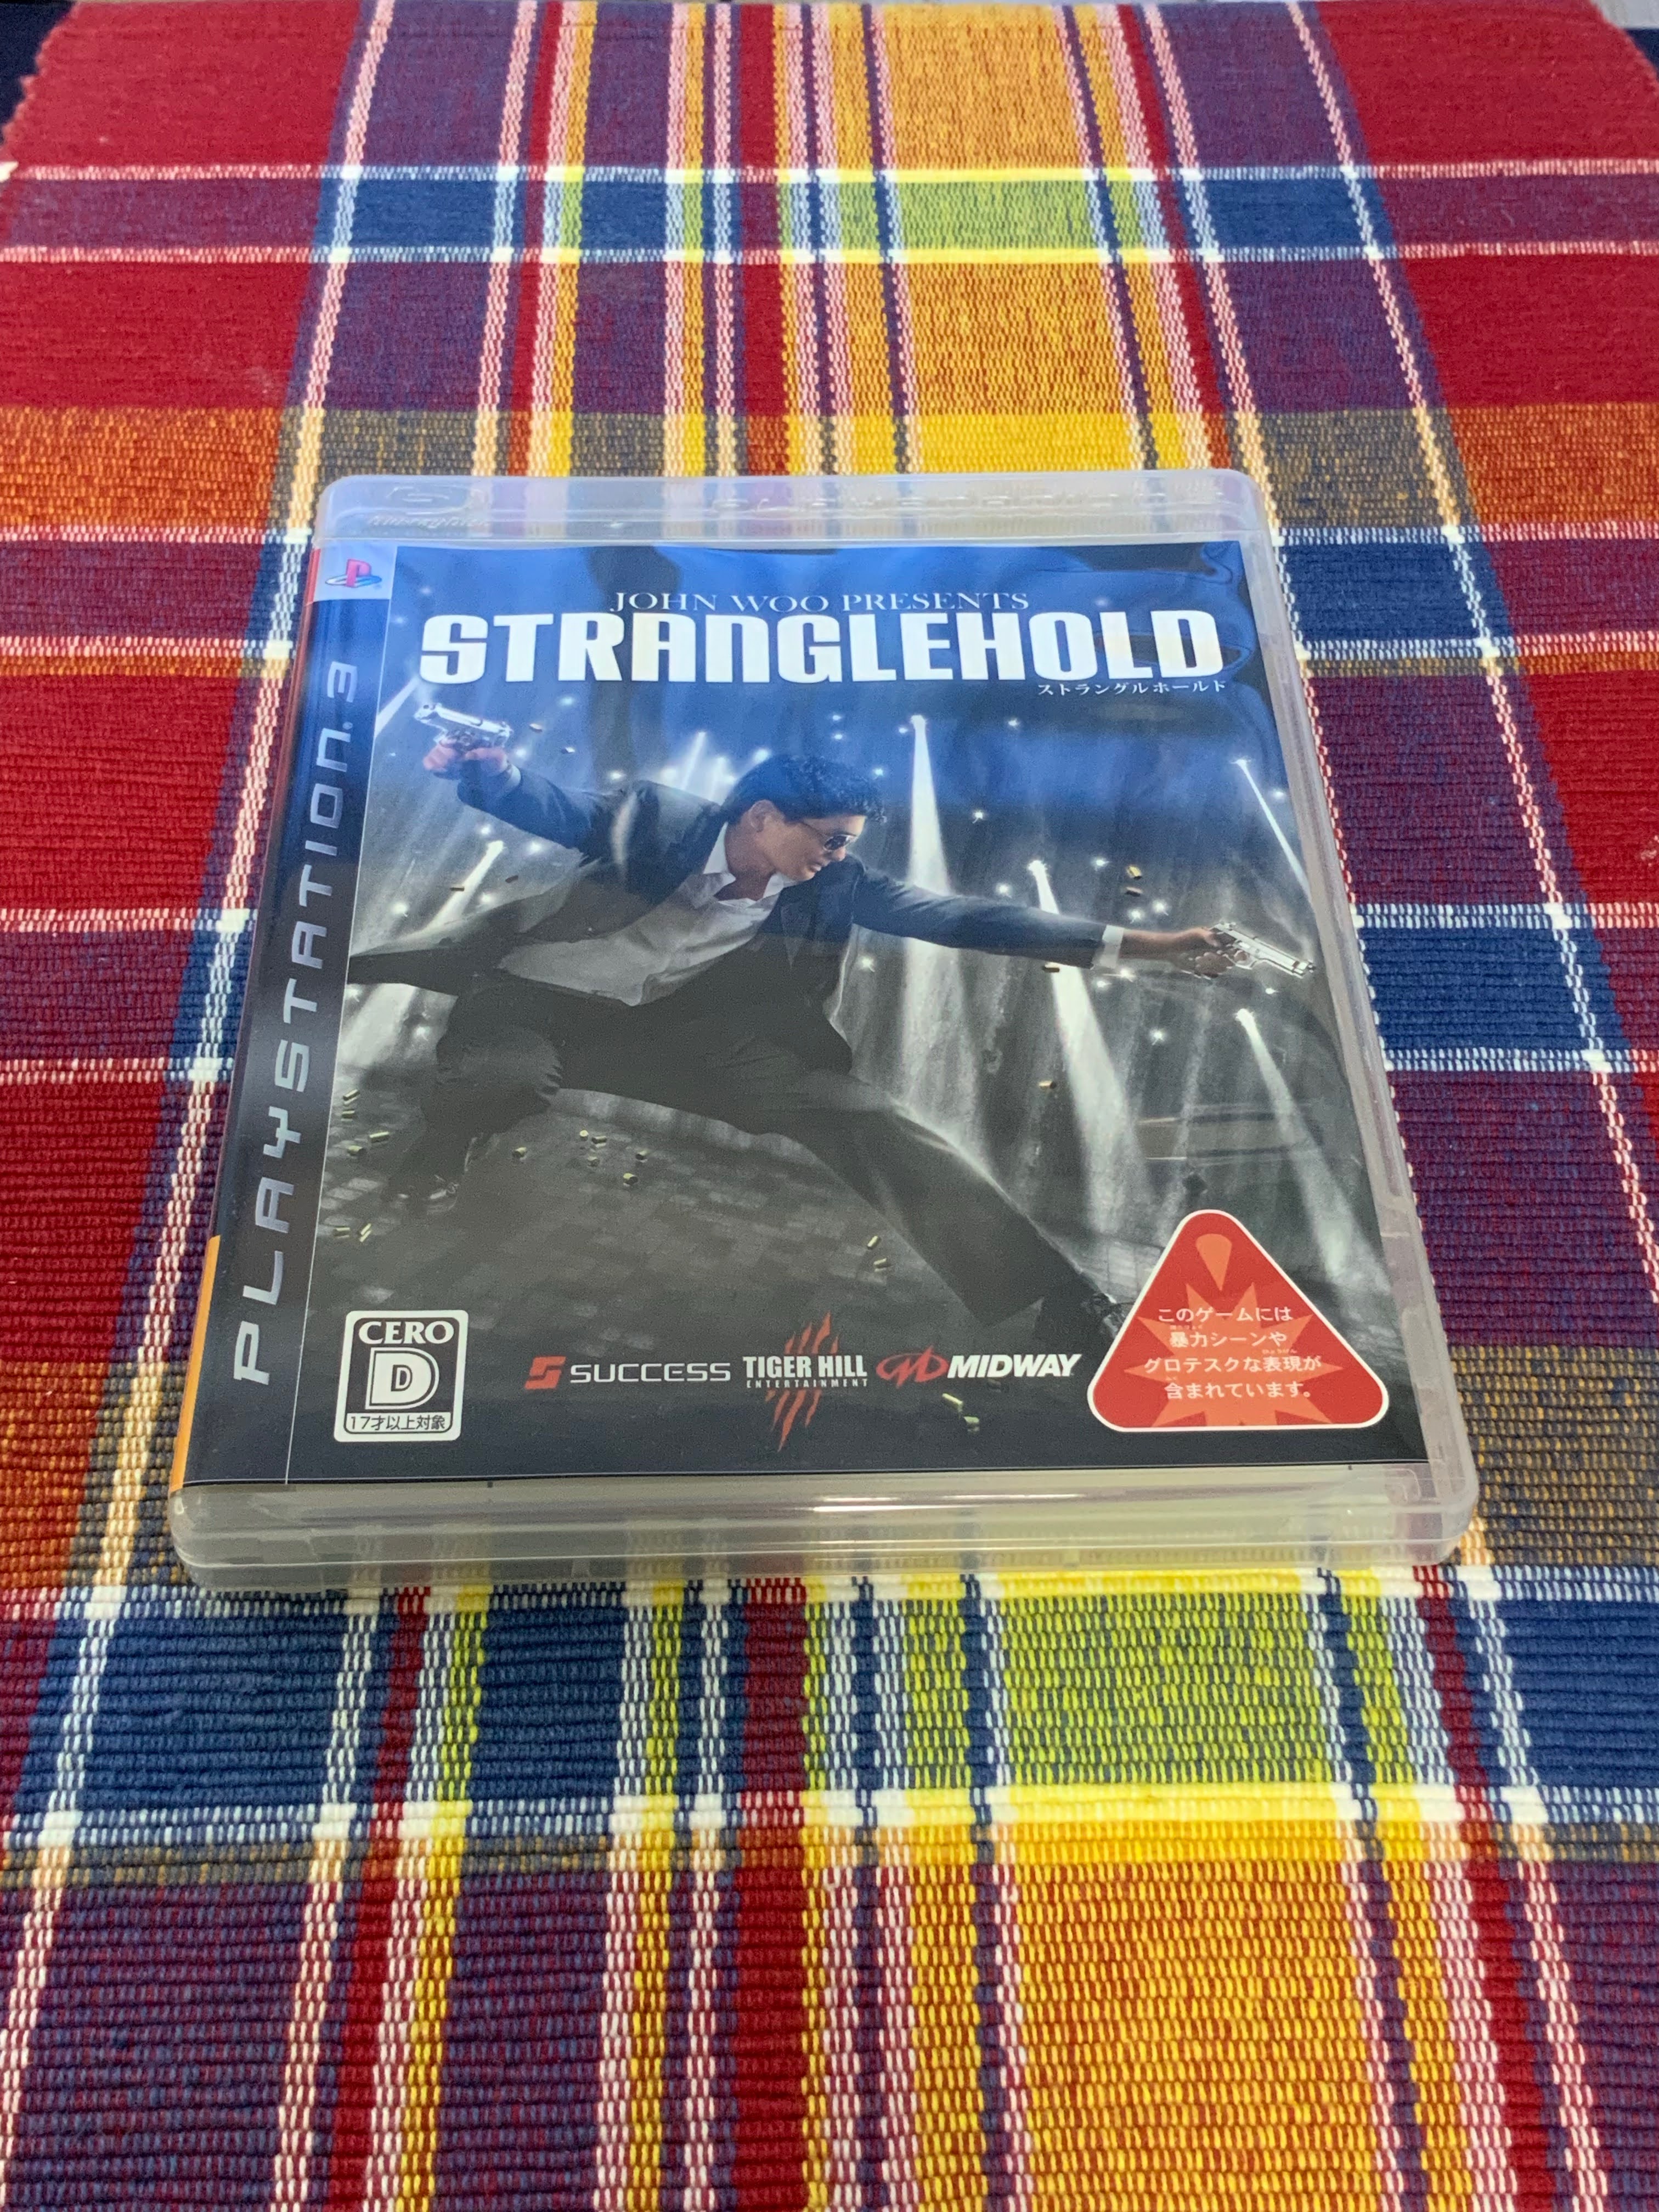 JOHN WOO PRESENTS
STRANGLEHOLD
ストラングルホールド
PLAYSTATION.3
CERO
D
17才以上対象
SUCCESS
TIGER HILL
ENTERTAINMENT
MIDWAY
このゲームには
暴力シーンや
グロテスクな表現が
含まれています。